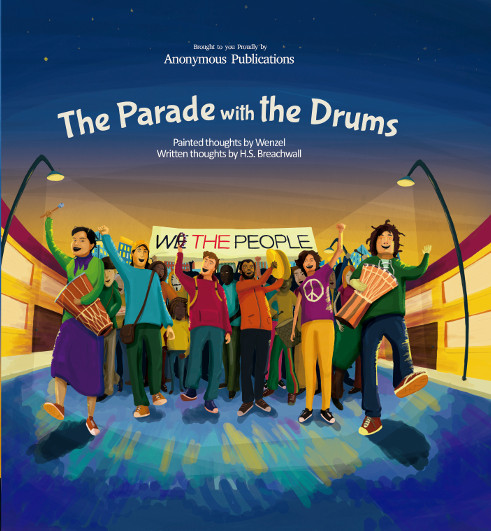 Brought to you Proudly by
Anonymous Publications
The Parade with the Drums
Painted thoughts by Wenzel
Written thoughts by H.S. Breachwall
WE THE PEOPLE